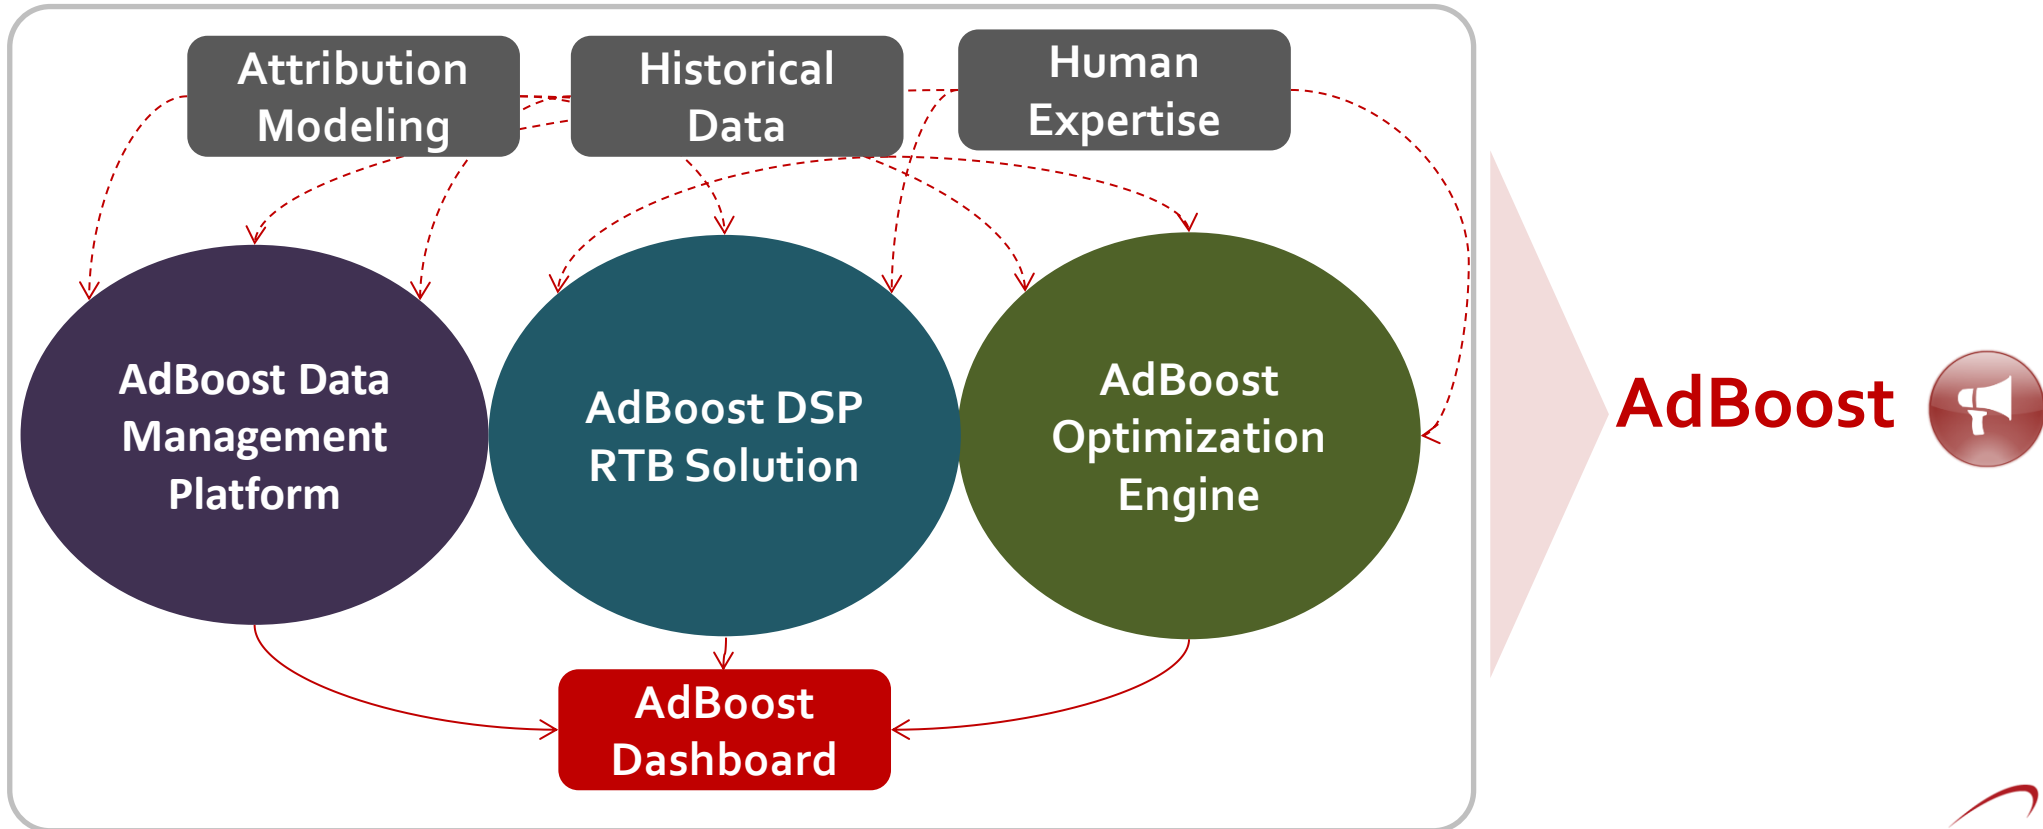 Attribution
Modeling
Historical
Data
Human
Expertise
AdBoost Data
Management
Platform
AdBoost DSP
RTB Solution
AdBoost
Optimization
Engine
AdBoost
Dashboard
AdBoost